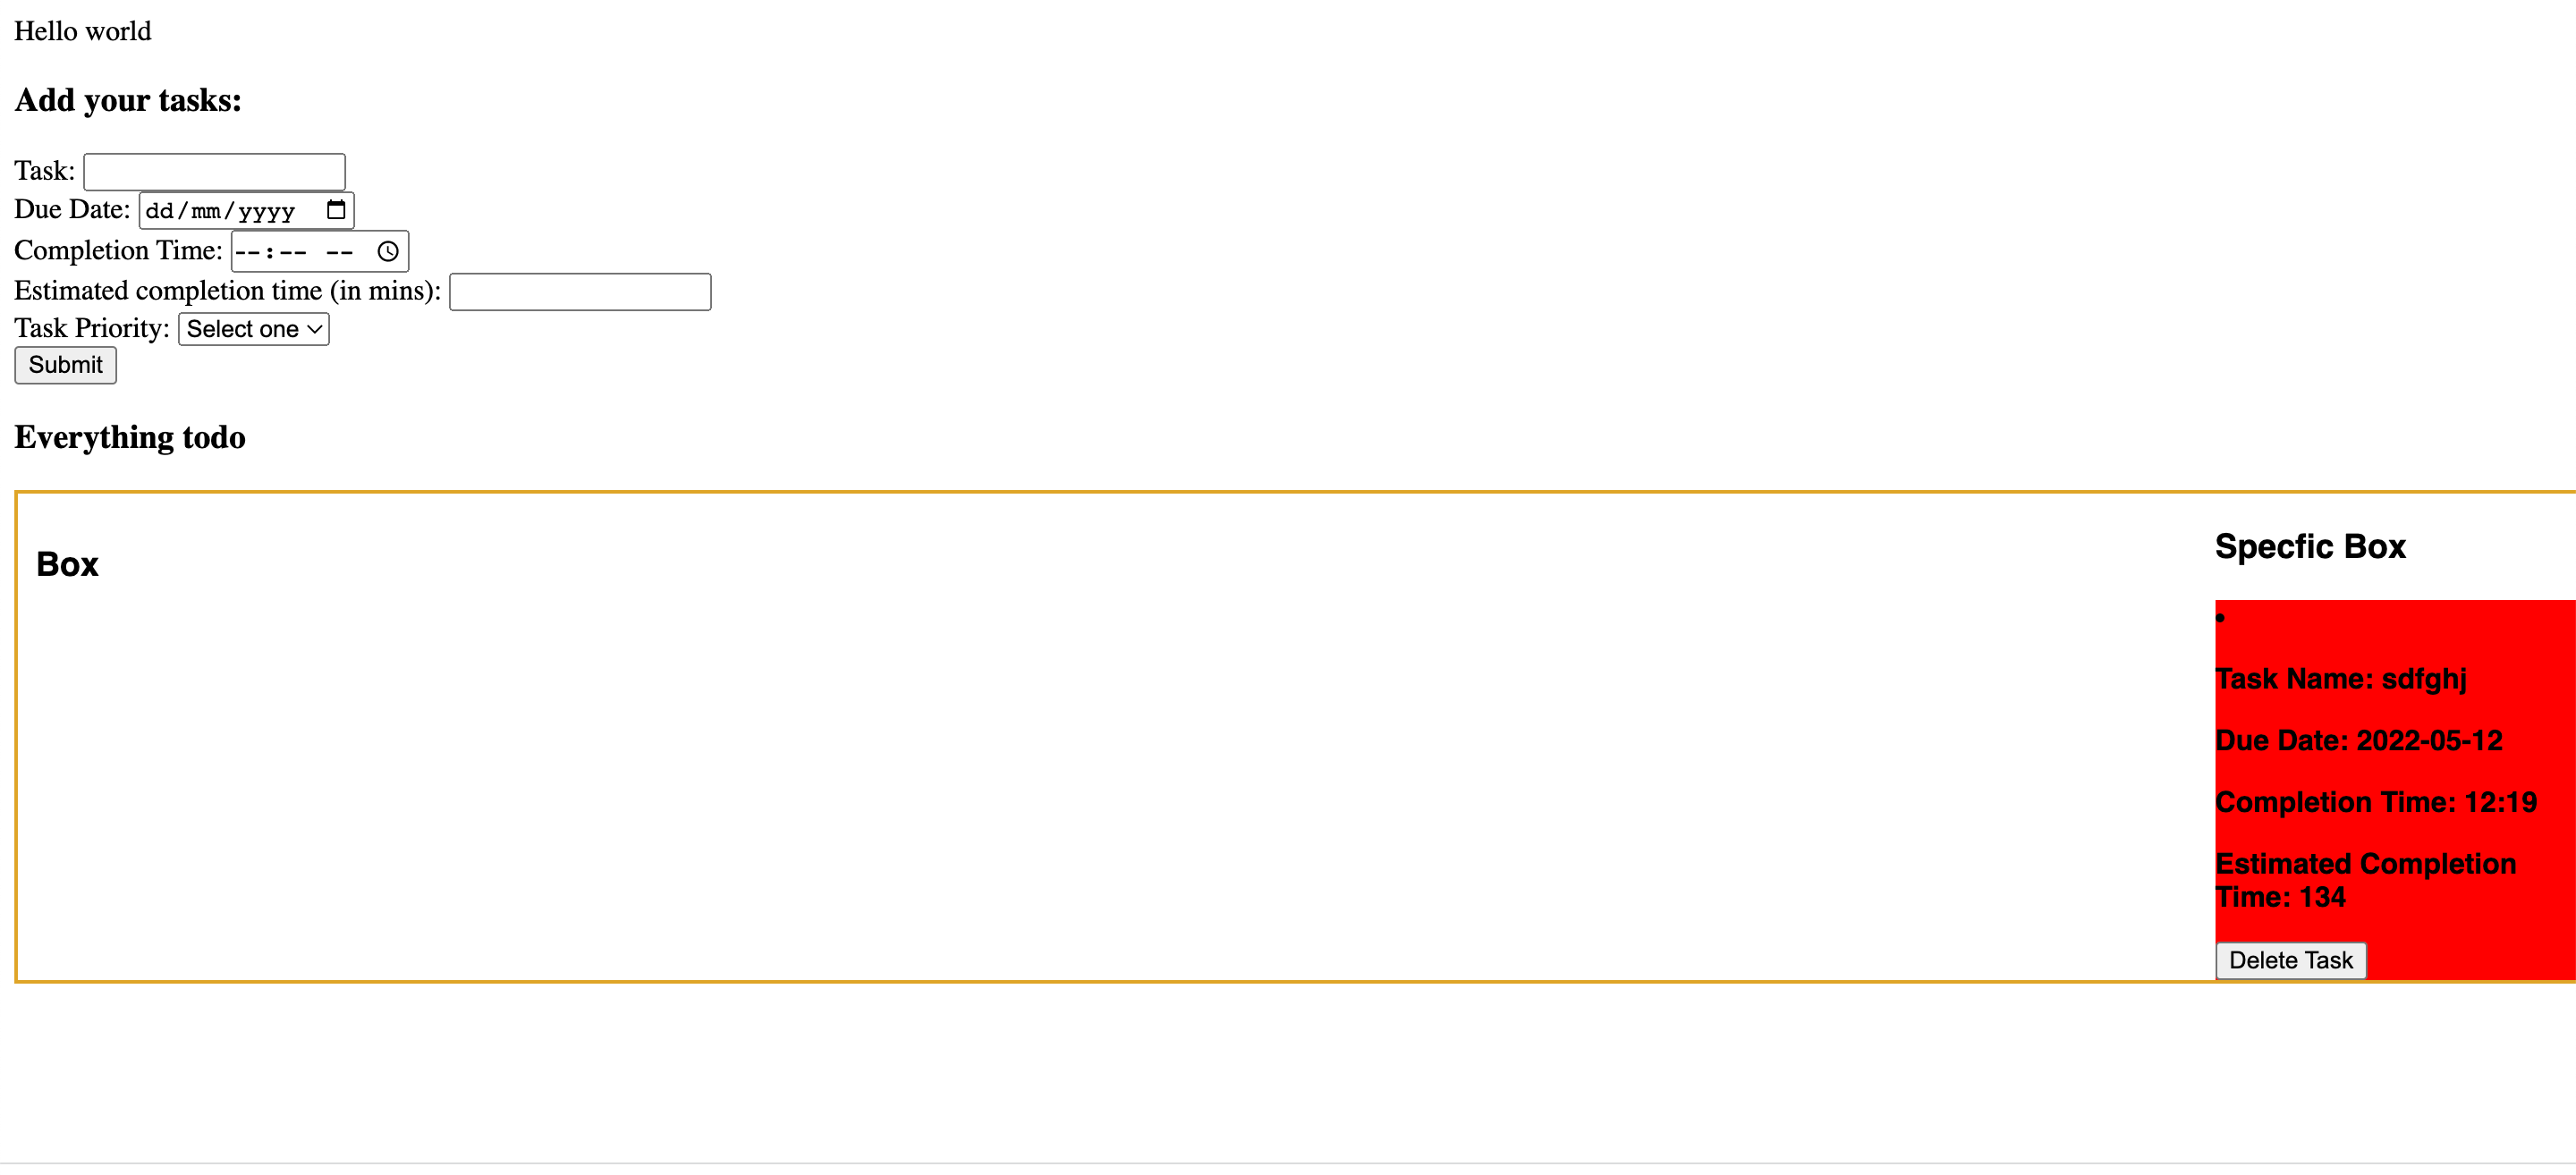 Hello world
Add your tasks:
Task:
Due Date: dd/mm/yyyy
Completion Time: --:-- --
Estimated completion time (in mins):
Task Priority: Select one
Submit
Everything todo
Box
Specfic Box
Task Name: sdfghj
Due Date: 2022-05-12
Completion Time: 12:19
Estimated Completion
Time: 134
Delete Task